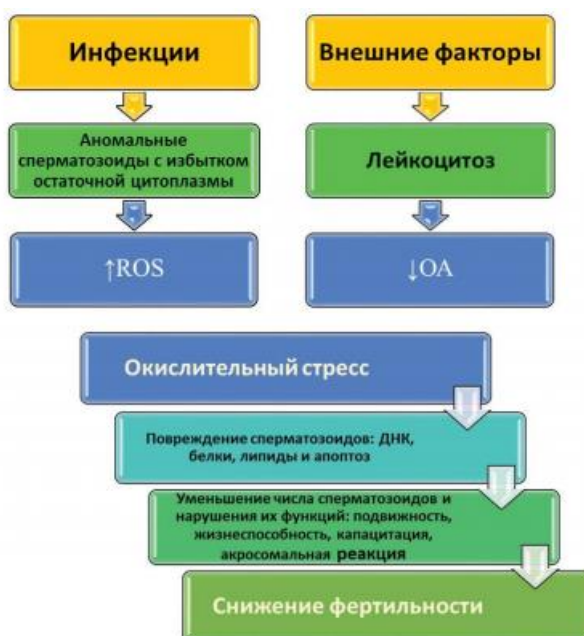 Инфекции
Внешние факторы
Аномальные
сперматозоиды с избытком
остаточной цитоплазмы
Лейкоцитоз
↑ROS
↓OA
Окислительный стресс
Повреждение сперматозоидов: ДНК,
белки, липиды и апоптоз
Уменьшение числа сперматозоидов и
нарушения их функций: подвижность,
жизнеспособность, капацитация,
акросомальная реакция
Снижение фертильности